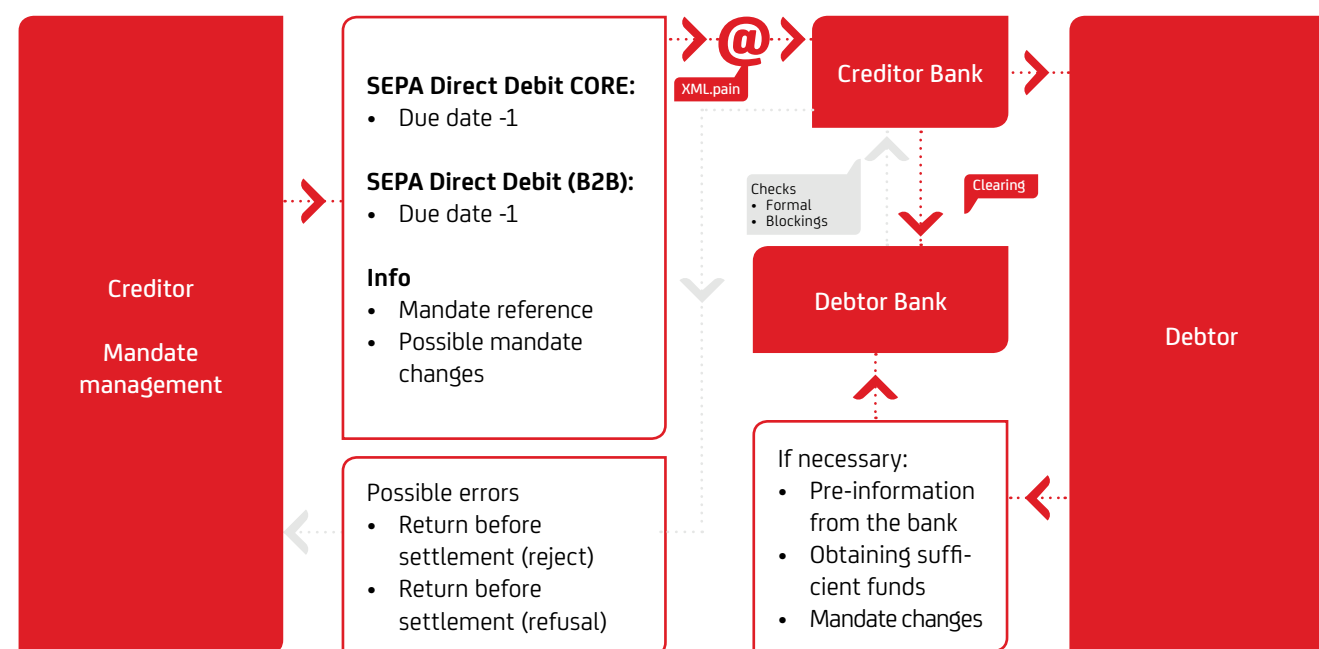 Creditor
Mandate
management
SEPA Direct Debit CORE:
• Due date -1
SEPA Direct Debit (B2B):
• Due date -1
Info
• Mandate reference
• Possible mandate
changes
Possible errors
• Return before
settlement (reject)
• Return before
settlement (refusal)
@
XML.pain
Creditor Bank
Checks
• Formal
• Blockings
Clearing
Debtor Bank
If necessary:
• Pre-information
from the bank
• Obtaining suffi-
cient funds
• Mandate changes
Debtor